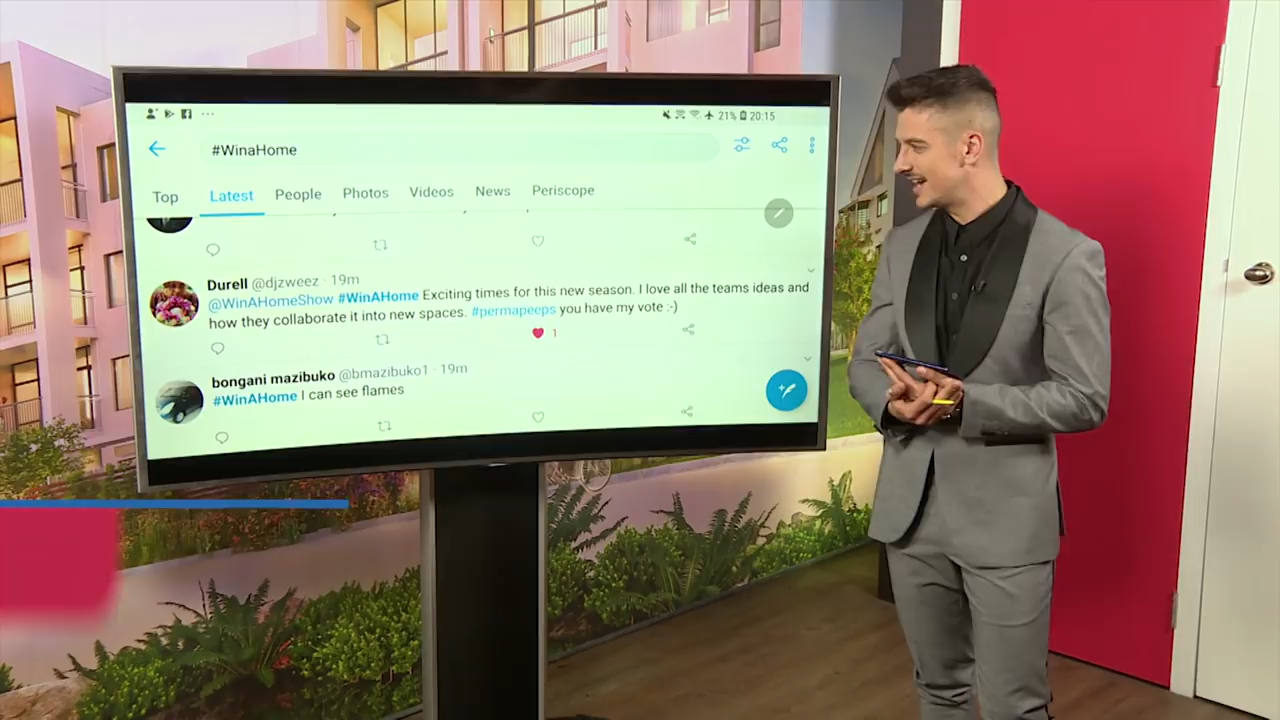 21% 20:15
#WinaHome
Top Latest People Photos Videos News Periscope
Durell @djzweez · 19m
@WinAHomeShow #WinAHome Exciting times for this new season. I love all the teams ideas and
how they collaborate it into new spaces. #permapeeps you have my vote :-)
1
bongani mazibuko @bmazibuko1 · 19m
#WinAHome I can see flames